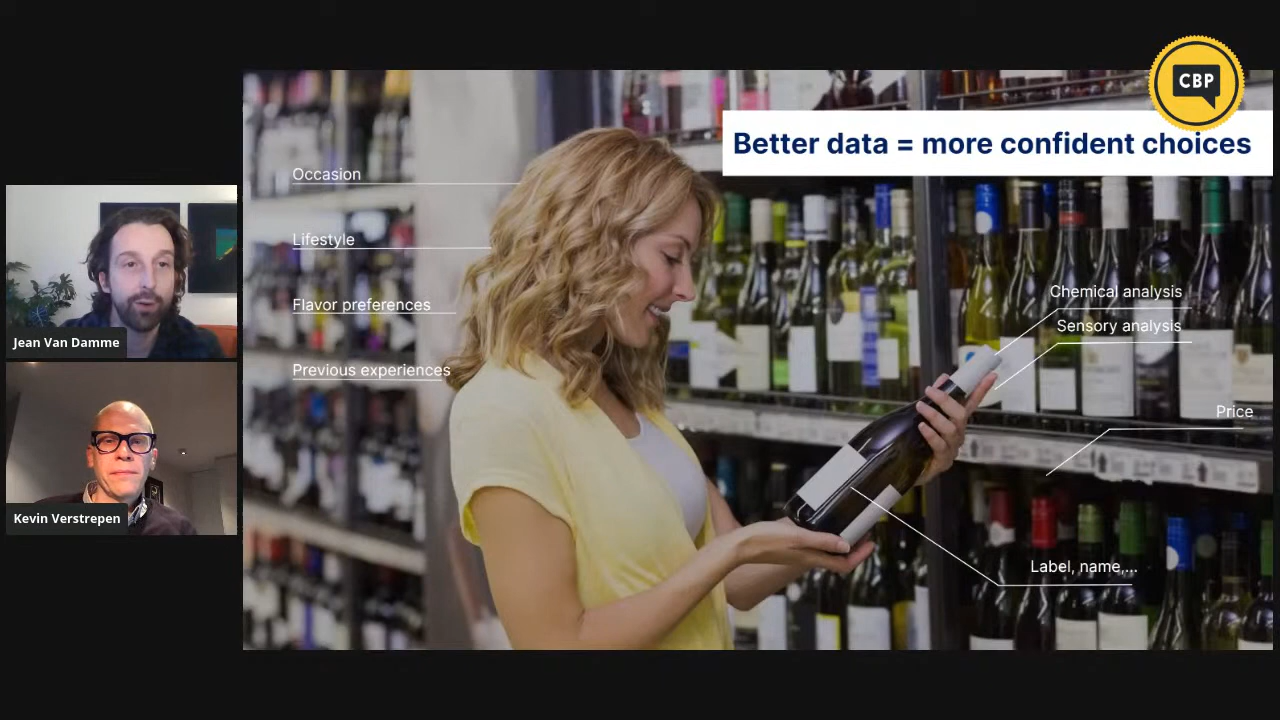 CBP
Better data = more confident choices
Occasion
Lifestyle
Flavor preferences
Previous experiences
Chemical analysis
Sensory analysis
Price
Label, name,...
Jean Van Damme
Kevin Verstrepen